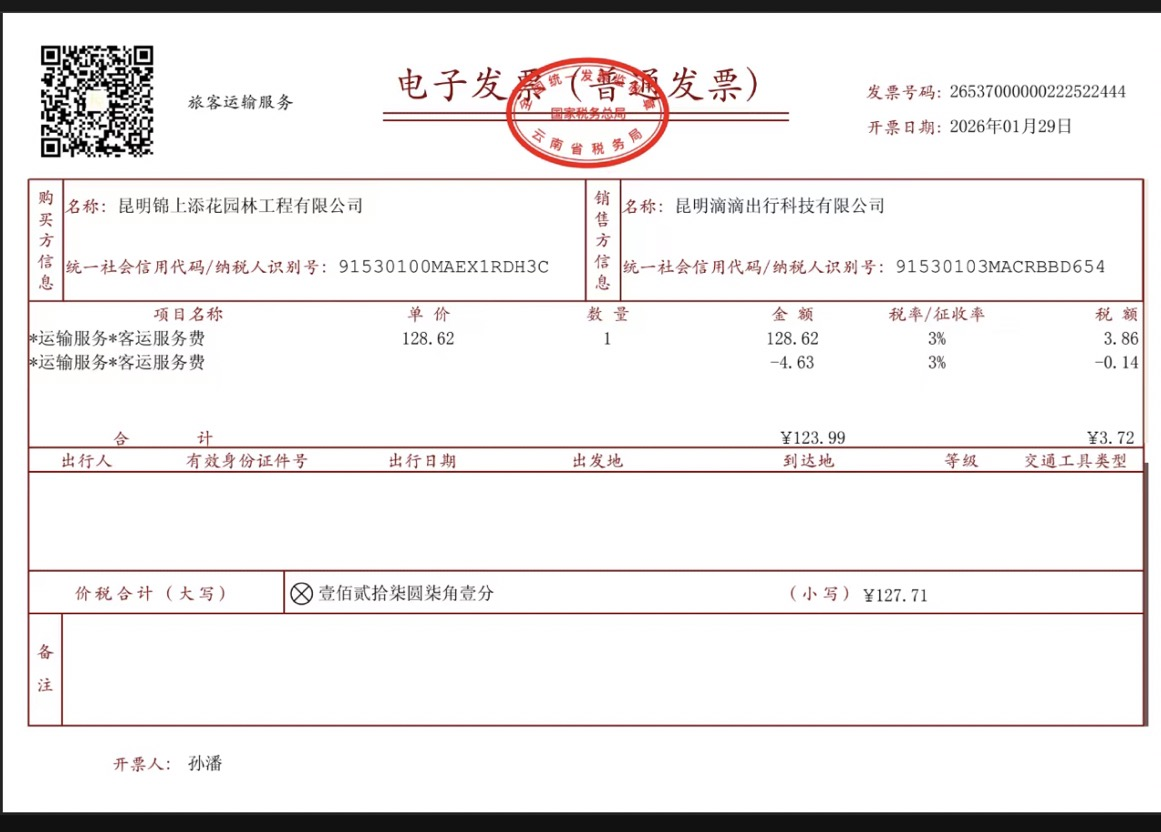 旅客运输服务
电子发票（普通发票）
全国统一发票监制章
国家税务总局
云南省税务局
发票号码：26537000000222522444
开票日期：2026年01月29日
购买方信息
名称：昆明锦上添花园林工程有限公司
统一社会信用代码/纳税人识别号：91530100MAEX1RDH3C
销售方信息
名称：昆明滴滴出行科技有限公司
统一社会信用代码/纳税人识别号：91530103MACRBBD654
项目名称 单价 数量 金额 税率/征收率 税额
*运输服务*客运服务费 128.62 1 128.62 3% 3.86
*运输服务*客运服务费 -4.63 3% -0.14
合计 ¥123.99 ¥3.72
出行人 有效身份证件号 出行日期 出发地 到达地 等级 交通工具类型
价税合计（大写） ⊗壹佰贰拾柒圆柒角壹分 （小写）¥127.71
备注
开票人：孙潘